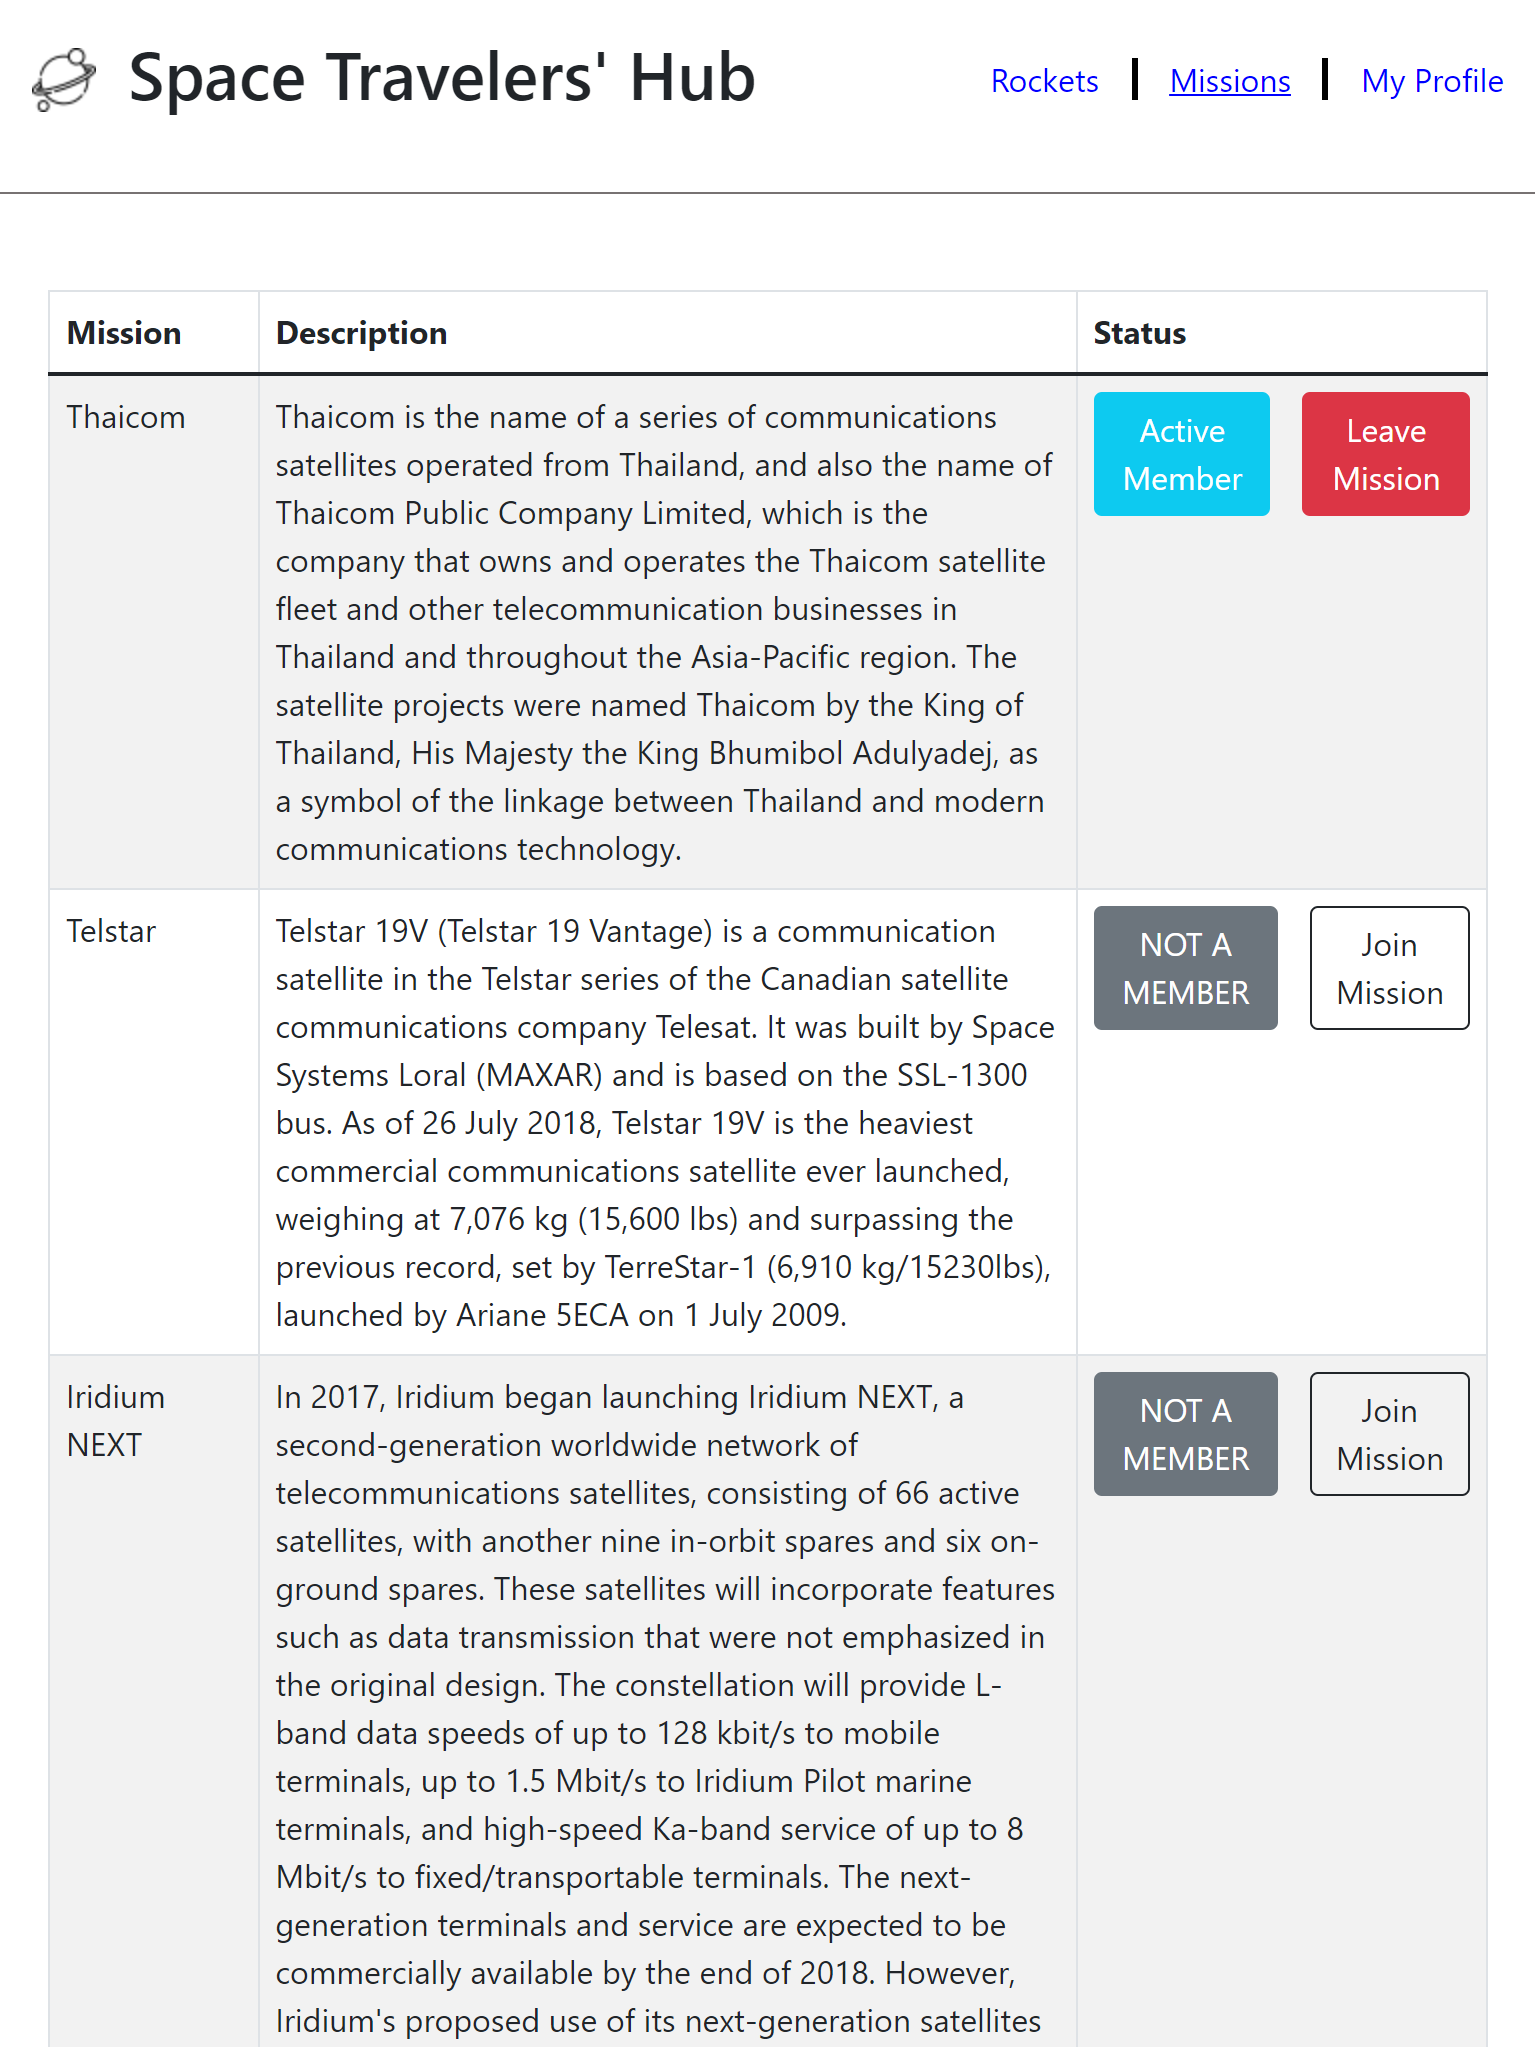 Space Travelers' Hub
Rockets
Missions
My Profile
Mission
Description
Status
Thaicom
Thaicom is the name of a series of communications
satellites operated from Thailand, and also the name of
Thaicom Public Company Limited, which is the
company that owns and operates the Thaicom satellite
fleet and other telecommunication businesses in
Thailand and throughout the Asia-Pacific region. The
satellite projects were named Thaicom by the King of
Thailand, His Majesty the King Bhumibol Adulyadej, as
a symbol of the linkage between Thailand and modern
communications technology.
Active
Member
Leave
Mission
Telstar
Telstar 19V (Telstar 19 Vantage) is a communication
satellite in the Telstar series of the Canadian satellite
communications company Telesat. It was built by Space
Systems Loral (MAXAR) and is based on the SSL-1300
bus. As of 26 July 2018, Telstar 19V is the heaviest
commercial communications satellite ever launched,
weighing at 7,076 kg (15,600 lbs) and surpassing the
previous record, set by TerreStar-1 (6,910 kg/15230lbs),
launched by Ariane 5ECA on 1 July 2009.
NOT A
MEMBER
Join
Mission
Iridium
NEXT
In 2017, Iridium began launching Iridium NEXT, a
second-generation worldwide network of
telecommunications satellites, consisting of 66 active
satellites, with another nine in-orbit spares and six on-
ground spares. These satellites will incorporate features
such as data transmission that were not emphasized in
the original design. The constellation will provide L-
band data speeds of up to 128 kbit/s to mobile
terminals, up to 1.5 Mbit/s to Iridium Pilot marine
terminals, and high-speed Ka-band service of up to 8
Mbit/s to fixed/transportable terminals. The next-
generation terminals and service are expected to be
commercially available by the end of 2018. However,
Iridium's proposed use of its next-generation satellites
NOT A
MEMBER
Join
Mission